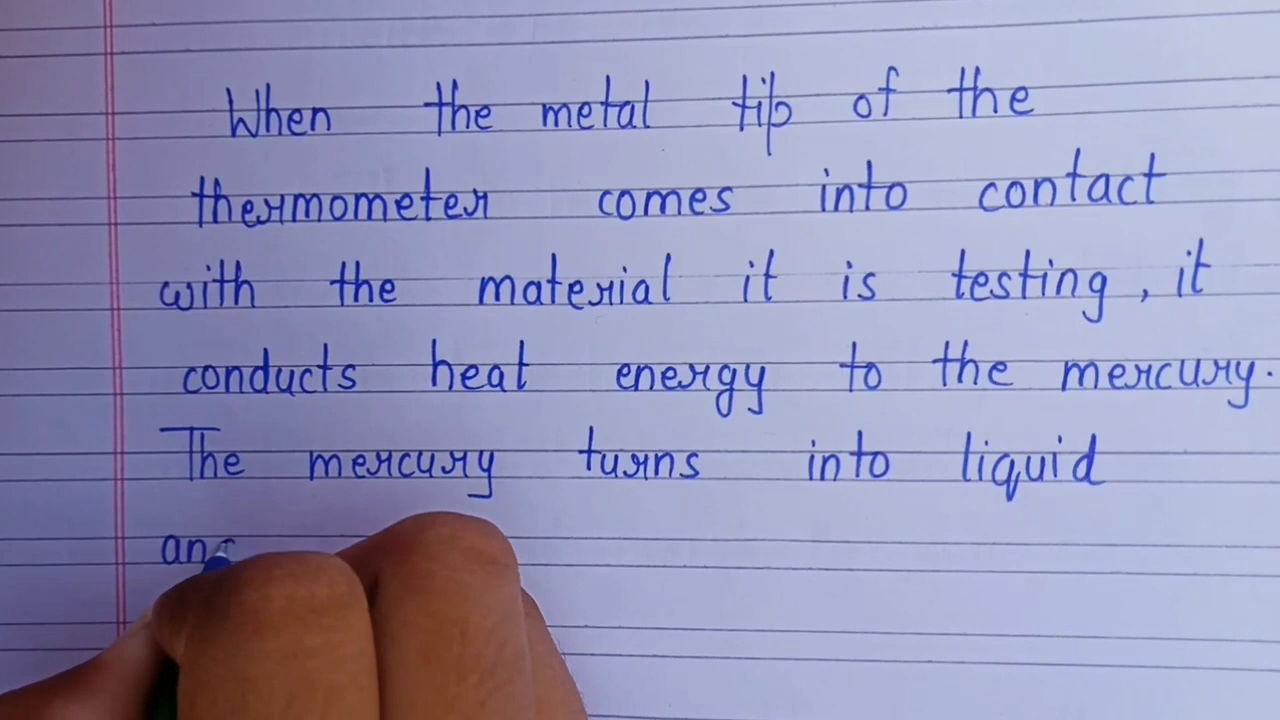 When the metal tip of the
thermometer comes into contact
with the material it is testing, it
conducts heat energy to the mercury.
The mercury turns into liquid
an